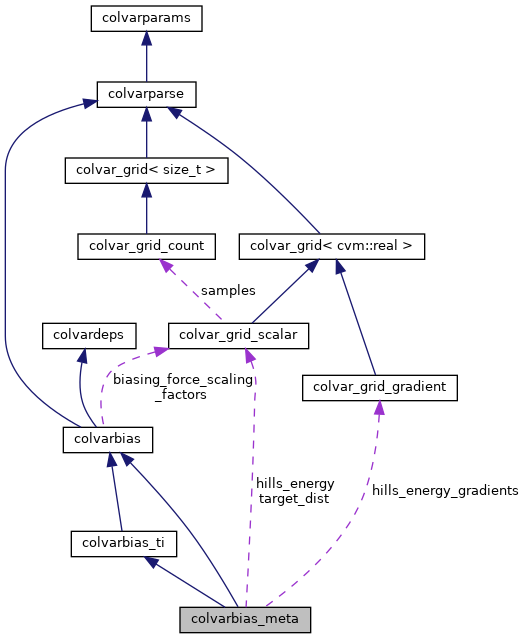 colvarparams
colvarparse
colvar_grid< size_t >
colvar_grid_count
colvar_grid< cvm::real >
samples
colvardeps
colvar_grid_scalar
biasing_force_scaling
_factors
colvar_grid_gradient
colvarbias
hills_energy
target_dist
hills_energy_gradients
colvarbias_ti
colvarbias_meta